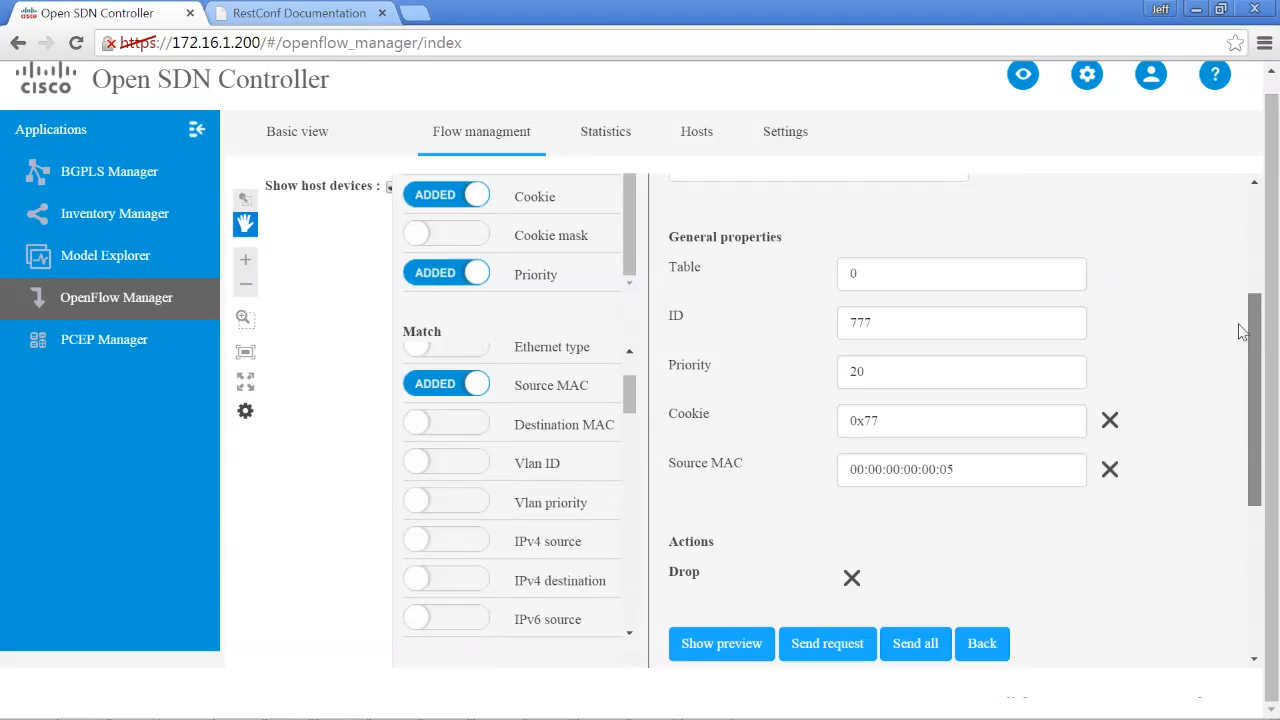 Open SDN Controller
RestConf Documentation
Jeff
https://172.16.1.200/#/openflow_manager/index
CISCO
Open SDN Controller
?
Applications
Basic view
Flow managment
Statistics
Hosts
Settings
BGPLS Manager
Inventory Manager
Model Explorer
OpenFlow Manager
PCEP Manager
Show host devices :
ADDED Cookie
Cookie mask
ADDED Priority
Match
Ethernet type
ADDED Source MAC
Destination MAC
Vlan ID
Vlan priority
IPv4 source
IPv4 destination
IPv6 source
General properties
Table 0
ID 777
Priority 20
Cookie 0x77
Source MAC 00:00:00:00:00:05
Actions
Drop
Show preview
Send request
Send all
Back